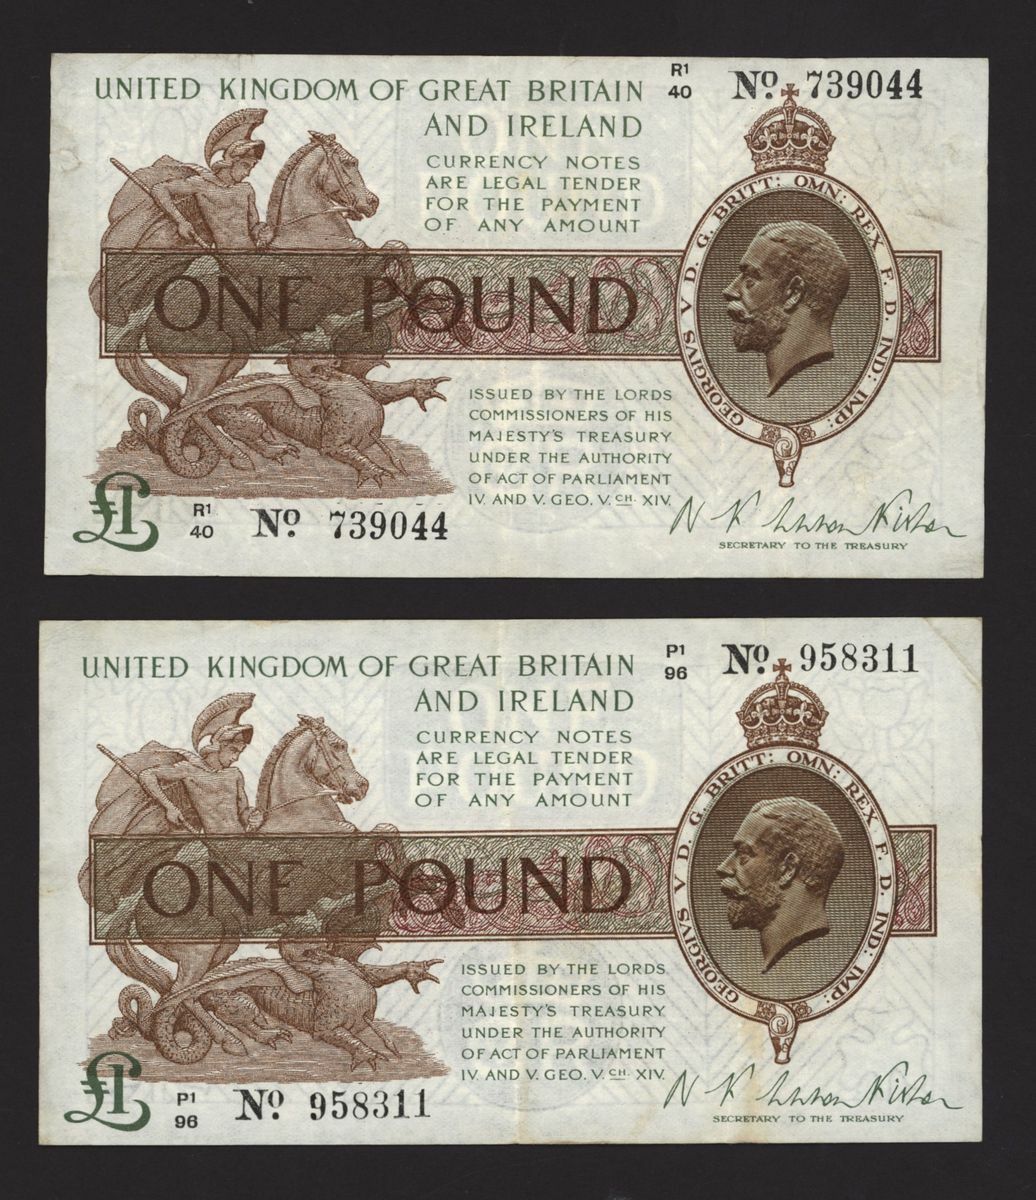 UNITED KINGDOM OF GREAT BRITAIN
AND IRELAND
R1
40
No. 739044
CURRENCY NOTES
ARE LEGAL TENDER
FOR THE PAYMENT
OF ANY AMOUNT
GEORGIVS V D. G. BRITT: OMN: REX F. D. IND: IMP:
ONE POUND
ISSUED BY THE LORDS
COMMISSIONERS OF HIS
MAJESTY'S TREASURY
UNDER THE AUTHORITY
OF ACT OF PARLIAMENT
IV. AND V. GEO. V. CH. XIV.
£1
R1
40
No. 739044
SECRETARY TO THE TREASURY
UNITED KINGDOM OF GREAT BRITAIN
AND IRELAND
P1
96
No. 958311
CURRENCY NOTES
ARE LEGAL TENDER
FOR THE PAYMENT
OF ANY AMOUNT
GEORGIVS V D. G. BRITT: OMN: REX F. D. IND: IMP:
ONE POUND
ISSUED BY THE LORDS
COMMISSIONERS OF HIS
MAJESTY'S TREASURY
UNDER THE AUTHORITY
OF ACT OF PARLIAMENT
IV. AND V. GEO. V. CH. XIV.
£1
P1
96
No. 958311
SECRETARY TO THE TREASURY